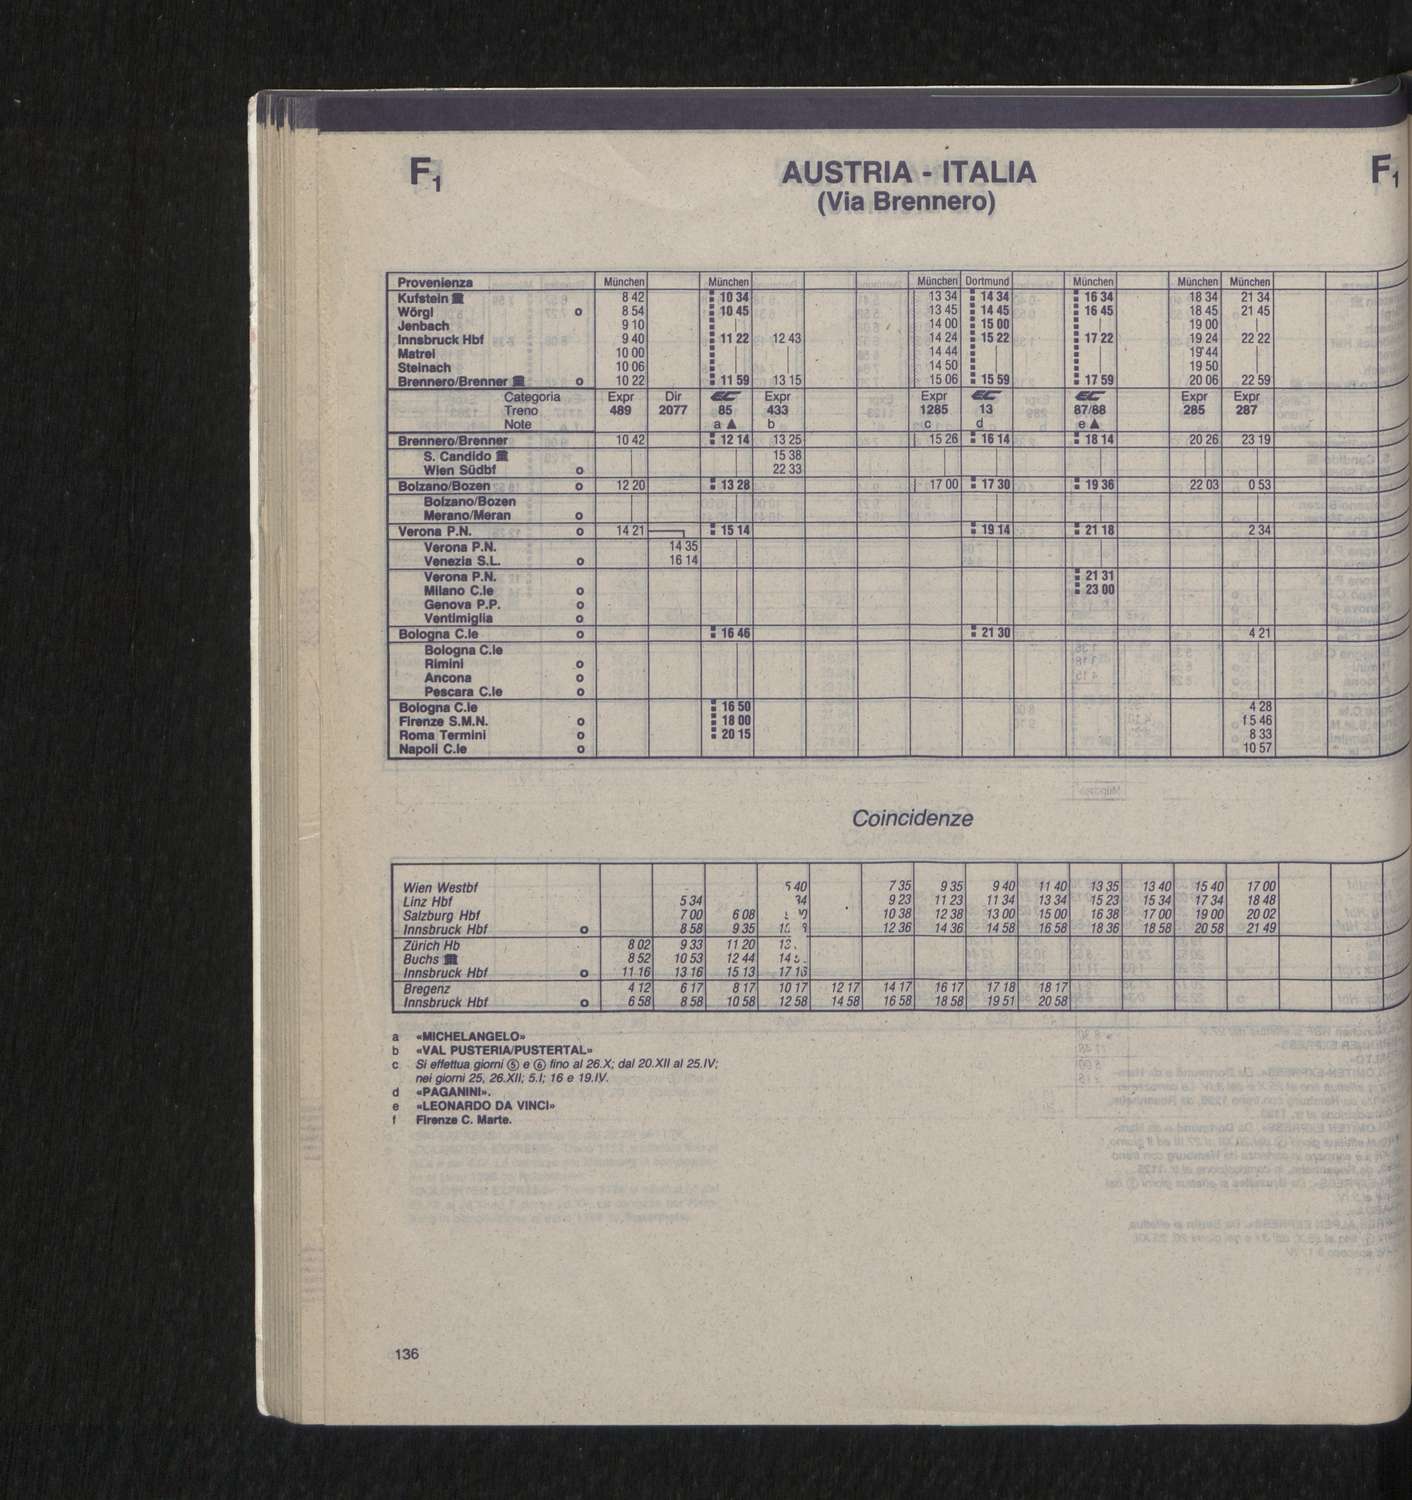 F1 AUSTRIA - ITALIA F1
(Via Brennero)
Provenienza München München München Dortmund München München München
Kufstein 8 42 10 34 13 34 14 34 16 34 18 34 21 34
Wörgl o 8 54 10 45 13 45 14 45 16 45 18 45 21 45
Jenbach 9 10 | 14 00 15 00 | 19 00 |
Innsbruck Hbf 9 40 11 22 12 43 14 24 15 22 17 22 19 24 22 22
Matrei 10 00 | | 14 44 | | 19 44 |
Steinach 10 06 | | 14 50 | | 19 50 |
Brennero/Brenner o 10 22 11 59 13 15 15 06 15 59 17 59 20 06 22 59
Categoria Expr Dir EC Expr Expr EC EC Expr Expr
Treno 489 2077 85 433 1285 13 87/88 285 287
Note a ▲ b c d e ▲
Brennero/Brenner 10 42 12 14 13 25 15 26 16 14 18 14 20 26 23 19
S. Candido | | 15 38 | | | | |
Wien Südbf o | | 22 33 | | | | |
Bolzano/Bozen o 12 20 13 28 17 00 17 30 19 36 22 03 0 53
Bolzano/Bozen
Merano/Meran o
Verona P.N. o 14 21 15 14 19 14 21 18 2 34
Verona P.N. 14 35
Venezia S.L. o 16 14
Verona P.N. 21 31
Milano C.le o 23 00
Genova P.P. o
Ventimiglia o
Bologna C.le o 16 46 21 30 4 21
Bologna C.le
Rimini o
Ancona o
Pescara C.le o
Bologna C.le 16 50 4 28
Firenze S.M.N. o 18 00 f 5 46
Roma Termini o 20 15 8 33
Napoli C.le o 10 57
Coincidenze
Wien Westbf 7 35 9 35 9 40 11 40 13 35 13 40 15 40 17 00
Linz Hbf 5 34 9 23 11 23 11 34 13 34 15 23 15 34 17 34 18 48
Salzburg Hbf 7 00 6 08 10 38 12 38 13 00 15 00 16 38 17 00 19 00 20 02
Innsbruck Hbf o 8 58 9 35 12 36 14 36 14 58 16 58 18 36 18 58 20 58 21 49
Zürich Hb 8 02 9 33 11 20
Buchs 8 52 10 53 12 44
Innsbruck Hbf o 11 16 13 16 15 13 17 16
Bregenz 4 12 6 17 8 17 10 17 12 17 14 17 16 17 17 18 18 17
Innsbruck Hbf o 6 58 8 58 10 58 12 58 14 58 16 58 18 58 19 51 20 58
a «MICHELANGELO»
b «VAL PUSTERIA/PUSTERTAL»
c Si effettua giorni ⑤ e ⑥ fino al 26.X; dal 20.XII al 25.IV;
nei giorni 25, 26.XII; 5.I; 16 e 19.IV.
d «PAGANINI».
e «LEONARDO DA VINCI»
f Firenze C. Marte.
136